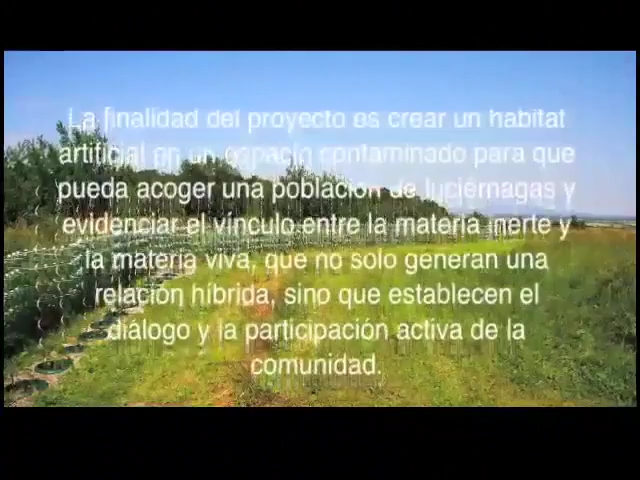 La finalidad del proyecto es crear un habitat
artificial en un espacio contaminado para que
pueda acoger una población de luciérnagas y
evidenciar el vínculo entre la materia inerte y
la materia viva, que no solo generan una
relación híbrida, sino que establecen el
diálogo y la participación activa de la
comunidad.